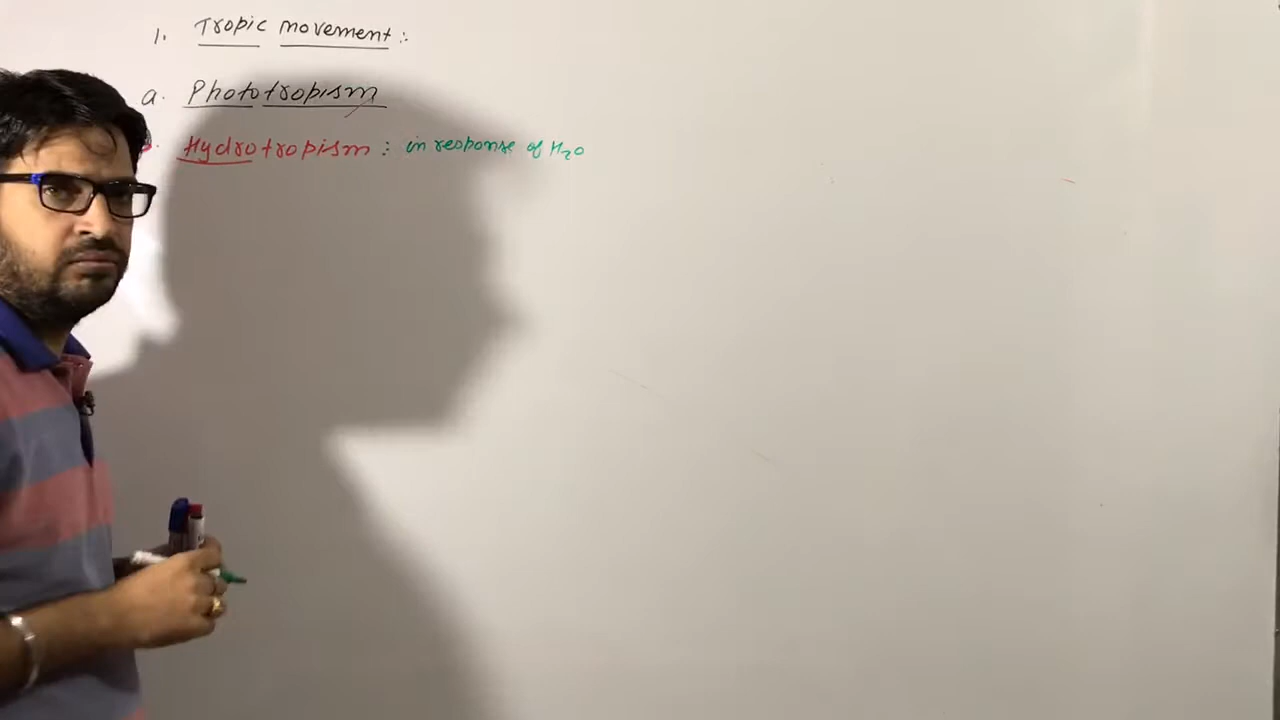 1. Tropic movement :
a. Phototropism
Hydrotropism : in response of H₂O